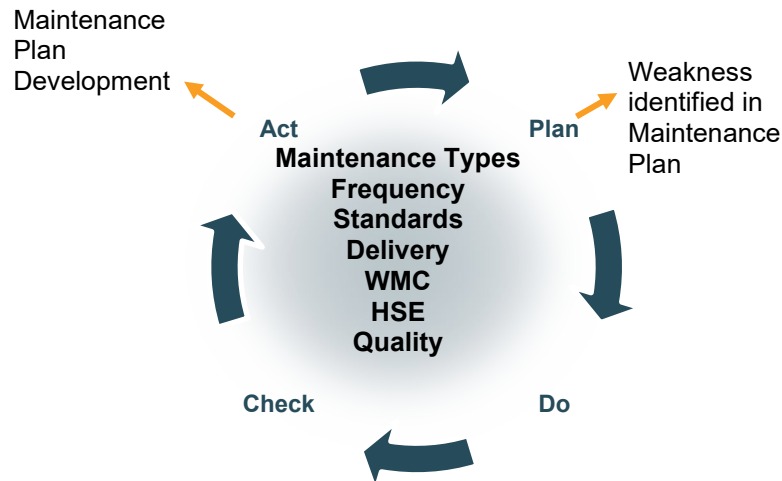 Maintenance
Plan
Development
Weakness
identified in
Maintenance
Plan
Act
Plan
Maintenance Types
Frequency
Standards
Delivery
WMC
HSE
Quality
Check
Do